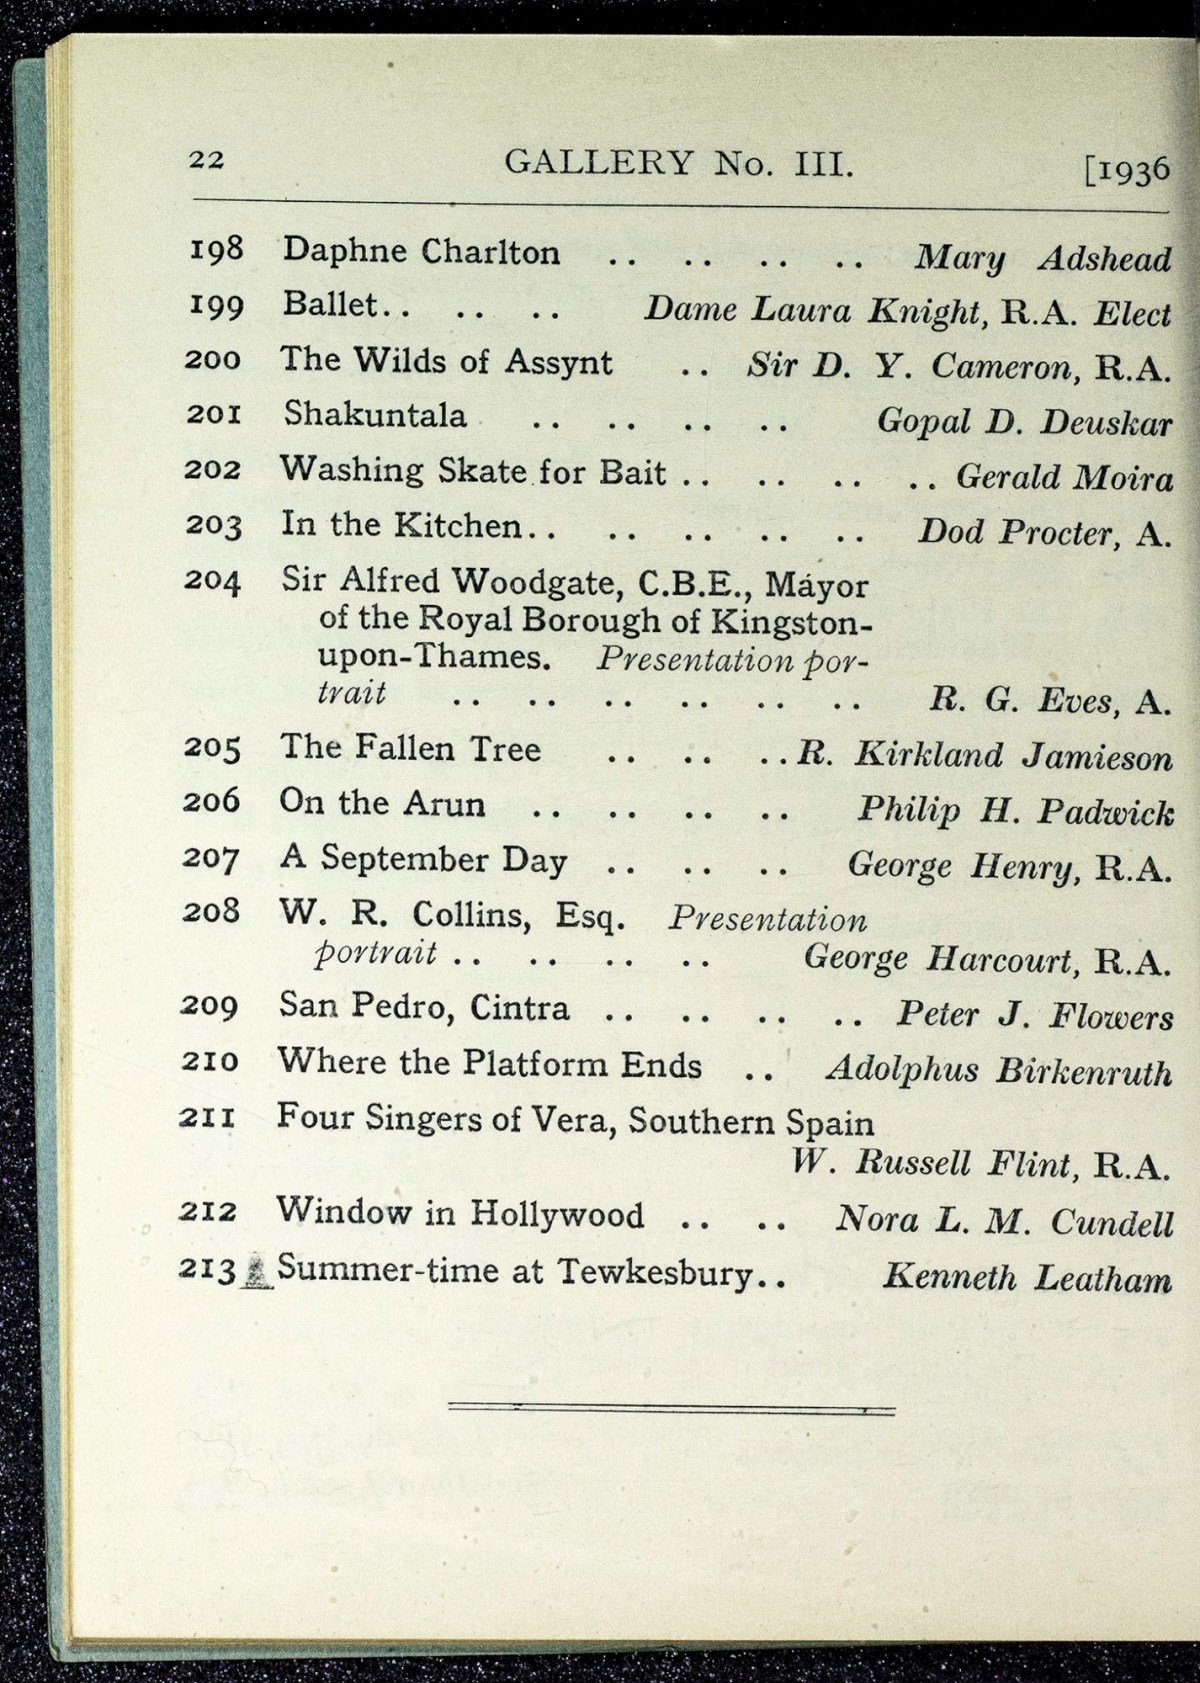 22 GALLERY No. III. [1936
198 Daphne Charlton .. .. .. .. Mary Adshead
199 Ballet.. .. .. Dame Laura Knight, R.A. Elect
200 The Wilds of Assynt .. Sir D. Y. Cameron, R.A.
201 Shakuntala .. .. .. .. Gopal D. Deuskar
202 Washing Skate for Bait .. .. .. .. Gerald Moira
203 In the Kitchen.. .. .. .. .. Dod Procter, A.
204 Sir Alfred Woodgate, C.B.E., Mayor
of the Royal Borough of Kingston-
upon-Thames. Presentation por-
trait .. .. .. .. .. .. R. G. Eves, A.
205 The Fallen Tree .. .. .. R. Kirkland Jamieson
206 On the Arun .. .. .. .. Philip H. Padwick
207 A September Day .. .. .. George Henry, R.A.
208 W. R. Collins, Esq. Presentation
portrait .. .. .. .. George Harcourt, R.A.
209 San Pedro, Cintra .. .. .. .. Peter J. Flowers
210 Where the Platform Ends .. Adolphus Birkenruth
211 Four Singers of Vera, Southern Spain
W. Russell Flint, R.A.
212 Window in Hollywood .. .. Nora L. M. Cundell
213 Summer-time at Tewkesbury.. Kenneth Leatham